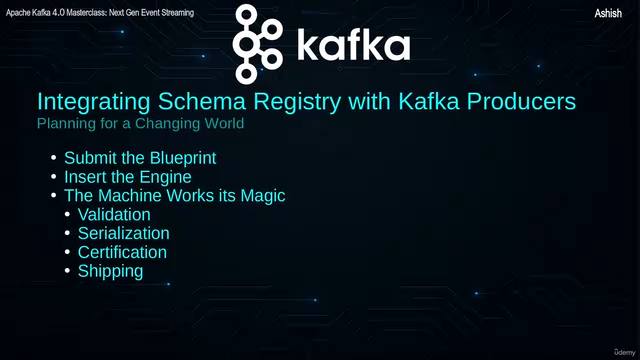 Apache Kafka 4.0 Masterclass: Next Gen Event Streaming
Ashish
kafka
Integrating Schema Registry with Kafka Producers
Planning for a Changing World
• Submit the Blueprint
• Insert the Engine
• The Machine Works its Magic
• Validation
• Serialization
• Certification
• Shipping
ûdemy